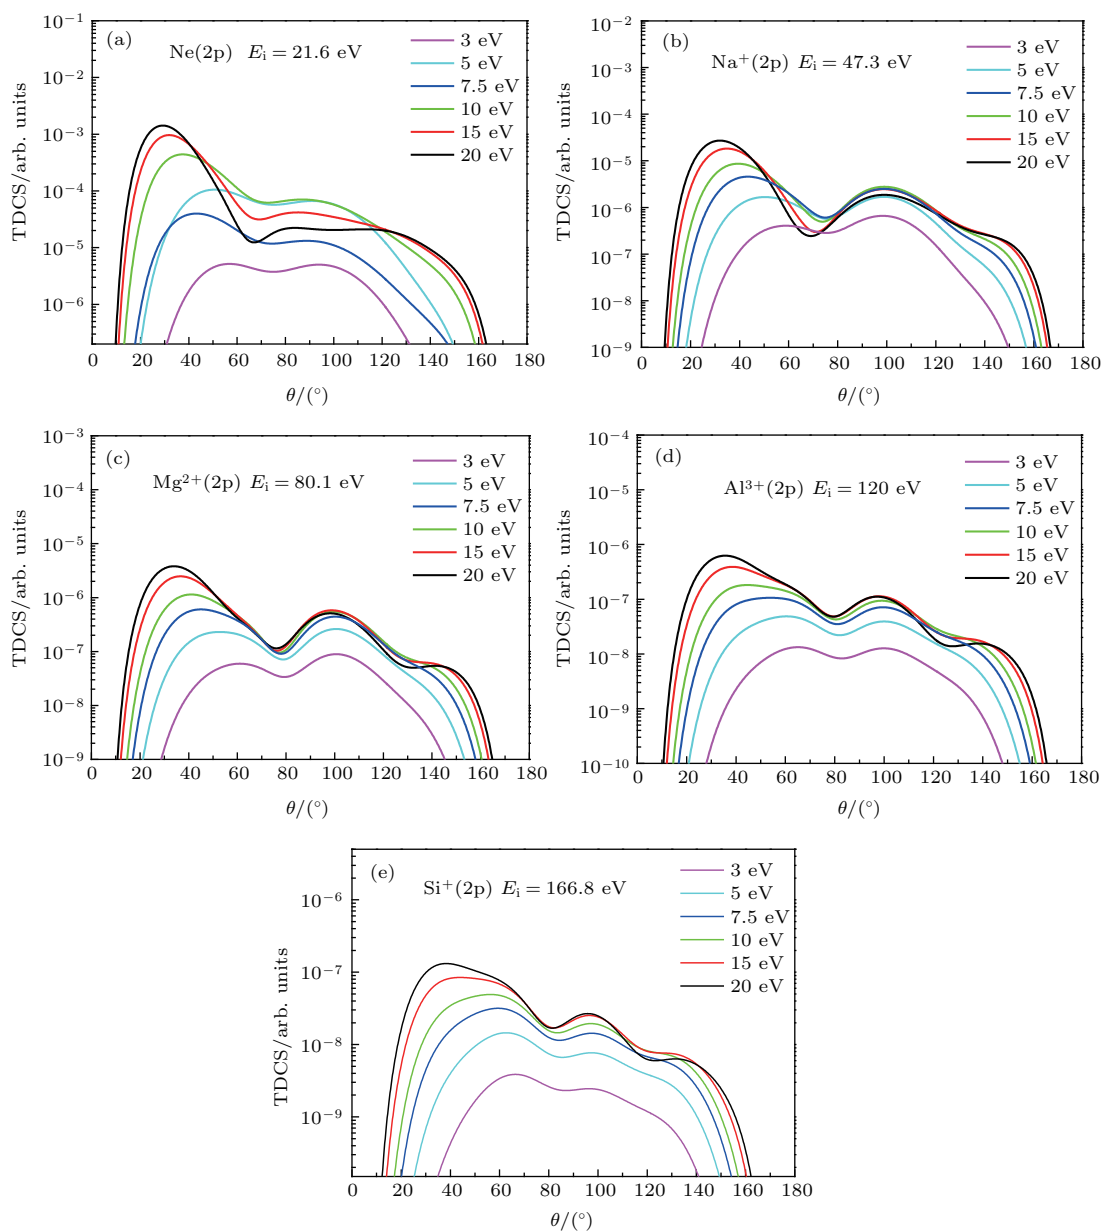 (a)
Ne(2p) E_i = 21.6 eV
3 eV
5 eV
7.5 eV
10 eV
15 eV
20 eV
10⁻¹
10⁻²
10⁻³
10⁻⁴
10⁻⁵
10⁻⁶
TDCS/arb. units
0 20 40 60 80 100 120 140 160 180
θ/(°)
(b)
Na⁺(2p) E_i = 47.3 eV
3 eV
5 eV
7.5 eV
10 eV
15 eV
20 eV
10⁻²
10⁻³
10⁻⁴
10⁻⁵
10⁻⁶
10⁻⁷
10⁻⁸
10⁻⁹
TDCS/arb. units
0 20 40 60 80 100 120 140 160 180
θ/(°)
(c)
Mg²⁺(2p) E_i = 80.1 eV
3 eV
5 eV
7.5 eV
10 eV
15 eV
20 eV
10⁻³
10⁻⁴
10⁻⁵
10⁻⁶
10⁻⁷
10⁻⁸
10⁻⁹
TDCS/arb. units
0 20 40 60 80 100 120 140 160 180
θ/(°)
(d)
Al³⁺(2p) E_i = 120 eV
3 eV
5 eV
7.5 eV
10 eV
15 eV
20 eV
10⁻⁴
10⁻⁵
10⁻⁶
10⁻⁷
10⁻⁸
10⁻⁹
10⁻¹⁰
TDCS/arb. units
0 20 40 60 80 100 120 140 160 180
θ/(°)
(e)
Si⁺(2p) E_i = 166.8 eV
3 eV
5 eV
7.5 eV
10 eV
15 eV
20 eV
10⁻⁶
10⁻⁷
10⁻⁸
10⁻⁹
TDCS/arb. units
0 20 40 60 80 100 120 140 160 180
θ/(°)